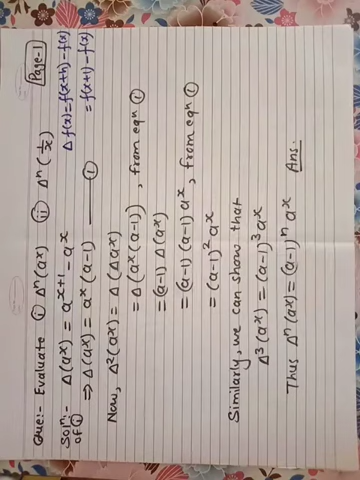 Page-1
Que:- Evaluate ⓘ Δⁿ(aˣ) ⓘⓘ Δⁿ(1/x)
Solⁿ:- Δ(aˣ) = aˣ⁺¹ - aˣ Δf(x)=f(x+h)-f(x)
of ⓘ ⇒ Δ(aˣ) = aˣ(a-1) —— ① = f(x+1)-f(x)
Now, Δ²(aˣ) = Δ(Δaˣ)
= Δ(aˣ(a-1)), from eqⁿ ①
= (a-1) Δ(aˣ)
= (a-1) (a-1) aˣ, from eqⁿ ①
= (a-1)² aˣ
Similarly, we can show that
Δ³(aˣ) = (a-1)³ aˣ
Thus Δⁿ(aˣ) = (a-1)ⁿ aˣ Ans.